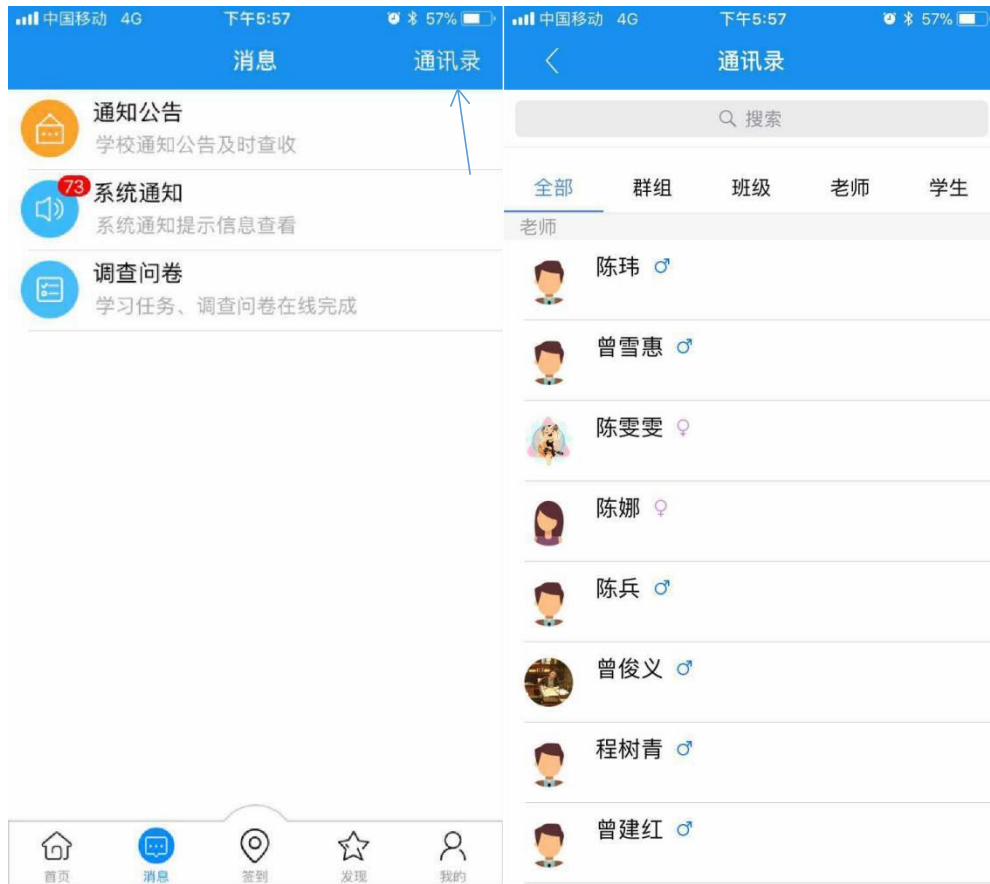 中国移动 4G 下午5:57 57%
消息 通讯录
通知公告
学校通知公告及时查收
73
系统通知
系统通知提示信息查看
调查问卷
学习任务、调查问卷在线完成
首页 消息 签到 发现 我的
中国移动 4G 下午5:57 57%
通讯录
搜索
全部 群组 班级 老师 学生
老师
陈玮 ♂
曾雪惠 ♂
陈雯雯 ♀
陈娜 ♀
陈兵 ♂
曾俊义 ♂
程树青 ♂
曾建红 ♂